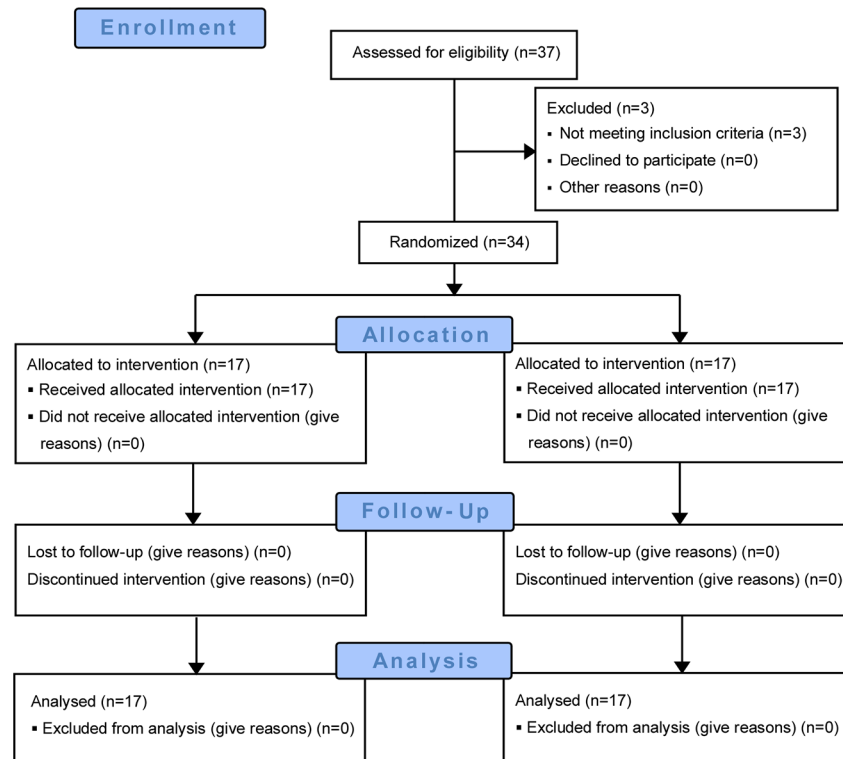 Enrollment
Assessed for eligibility (n=37)
Excluded (n=3)
▪ Not meeting inclusion criteria (n=3)
▪ Declined to participate (n=0)
▪ Other reasons (n=0)
Randomized (n=34)
Allocation
Allocated to intervention (n=17)
▪ Received allocated intervention (n=17)
▪ Did not receive allocated intervention (give
reasons) (n=0)
Allocated to intervention (n=17)
▪ Received allocated intervention (n=17)
▪ Did not receive allocated intervention (give
reasons) (n=0)
Follow-Up
Lost to follow-up (give reasons) (n=0)
Discontinued intervention (give reasons) (n=0)
Lost to follow-up (give reasons) (n=0)
Discontinued intervention (give reasons) (n=0)
Analysis
Analysed (n=17)
▪ Excluded from analysis (give reasons) (n=0)
Analysed (n=17)
▪ Excluded from analysis (give reasons) (n=0)